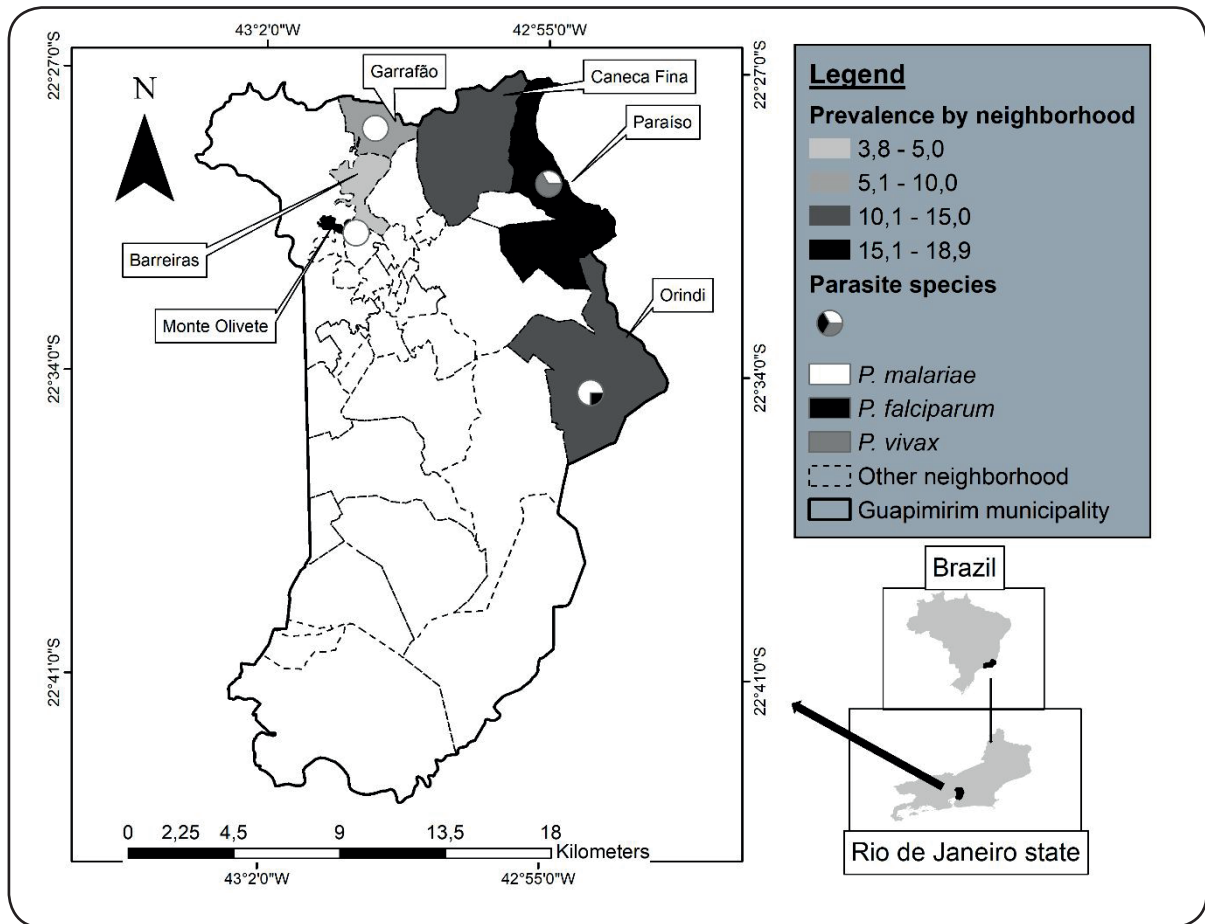 43°2'0"W
42°55'0"W
22°27'0"S
22°27'0"S
N
Garrafão
Caneca Fina
Paraíso
Barreiras
Monte Olivete
Orindi
22°34'0"S
22°34'0"S
22°41'0"S
22°41'0"S
0 2,25 4,5 9 13,5 18
Kilometers
43°2'0"W
42°55'0"W
Legend
Prevalence by neighborhood
3,8 - 5,0
5,1 - 10,0
10,1 - 15,0
15,1 - 18,9
Parasite species
P. malariae
P. falciparum
P. vivax
Other neighborhood
Guapimirim municipality
Brazil
Rio de Janeiro state